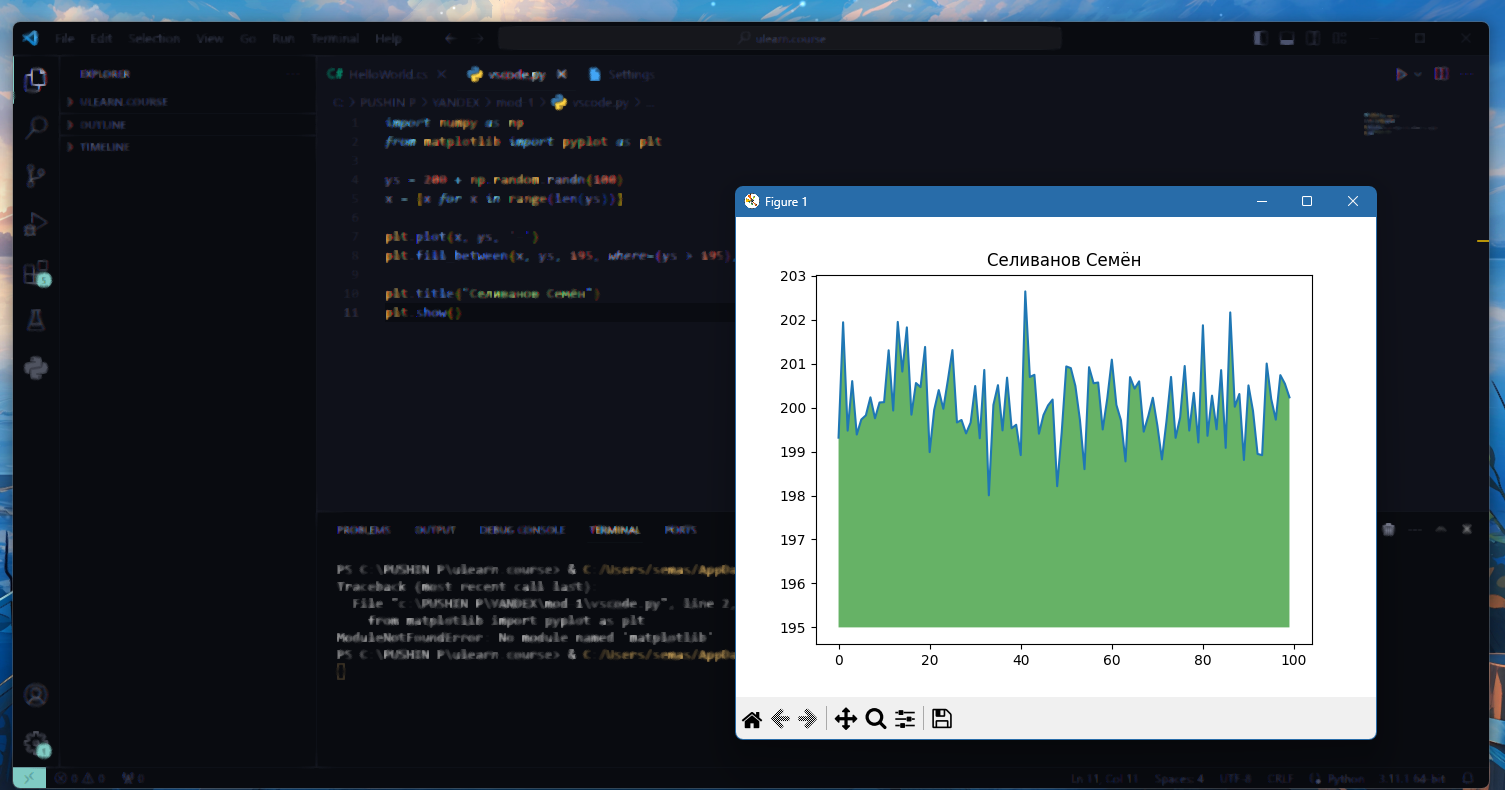 File Edit Selection View Go Run Terminal Help
ulearn.course
EXPLORER
HelloWorld.cs
vscode.py
Settings
ULEARN.COURSE
OUTLINE
TIMELINE
C: > PUSHIN P > YANDEX > mod 1 > vscode.py > ...
1 import numpy as np
2 from matplotlib import pyplot as plt
3
4 ys = 200 + np.random.randn(100)
5 x = [x for x in range(len(ys))]
6
7 plt.plot(x, ys, '-')
8 plt.fill_between(x, ys, 195, where=(ys > 195),
9
10 plt.title("Селиванов Семён")
11 plt.show()
Figure 1
Селиванов Семён
203
202
201
200
199
198
197
196
195
0 20 40 60 80 100
PROBLEMS OUTPUT DEBUG CONSOLE TERMINAL PORTS
PS C:\PUSHIN P\ulearn.course> & C:/Users/semas/AppDa
Traceback (most recent call last):
File "c:\PUSHIN P\YANDEX\mod 1\vscode.py", line 2,
from matplotlib import pyplot as plt
ModuleNotFoundError: No module named 'matplotlib'
PS C:\PUSHIN P\ulearn.course> & C:/Users/semas/AppDa
0 0 0
Ln 11, Col 11 Spaces: 4 UTF-8 CRLF Python 64-bit